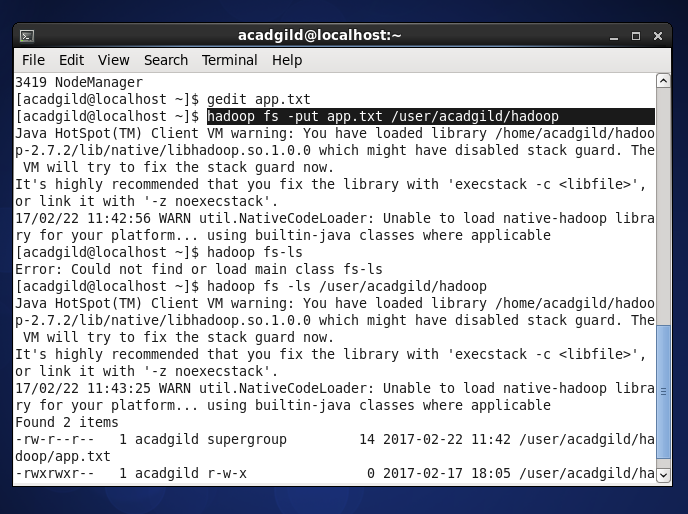 acadgild@localhost:~
File Edit View Search Terminal Help
3419 NodeManager
[acadgild@localhost ~]$ gedit app.txt
[acadgild@localhost ~]$ hadoop fs -put app.txt /user/acadgild/hadoop
Java HotSpot(TM) Client VM warning: You have loaded library /home/acadgild/hadoo
p-2.7.2/lib/native/libhadoop.so.1.0.0 which might have disabled stack guard. The
 VM will try to fix the stack guard now.
It's highly recommended that you fix the library with 'execstack -c <libfile>',
or link it with '-z noexecstack'.
17/02/22 11:42:56 WARN util.NativeCodeLoader: Unable to load native-hadoop libra
ry for your platform... using builtin-java classes where applicable
[acadgild@localhost ~]$ hadoop fs-ls
Error: Could not find or load main class fs-ls
[acadgild@localhost ~]$ hadoop fs -ls /user/acadgild/hadoop
Java HotSpot(TM) Client VM warning: You have loaded library /home/acadgild/hadoo
p-2.7.2/lib/native/libhadoop.so.1.0.0 which might have disabled stack guard. The
 VM will try to fix the stack guard now.
It's highly recommended that you fix the library with 'execstack -c <libfile>',
or link it with '-z noexecstack'.
17/02/22 11:43:25 WARN util.NativeCodeLoader: Unable to load native-hadoop libra
ry for your platform... using builtin-java classes where applicable
Found 2 items
-rw-r--r--   1 acadgild supergroup         14 2017-02-22 11:42 /user/acadgild/ha
doop/app.txt
-rwxrwxr--   1 acadgild r-w-x               0 2017-02-17 18:05 /user/acadgild/ha